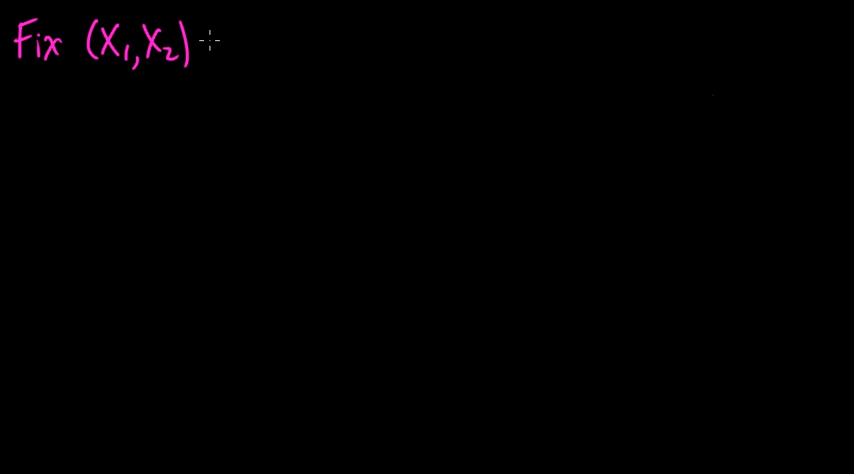 Fix (X₁, X₂)